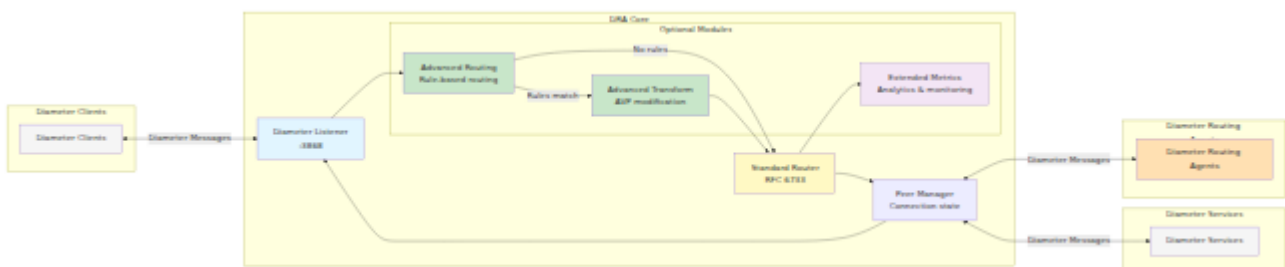 DRA Core
Optional Modules
Advanced Routing
Rule-based routing
No rules
Rules match
Advanced Transform
AVP modification
Extended Metrics
Analytics & monitoring
Diameter Clients
Diameter Clients
Diameter Messages
Diameter Listener
:3868
Standard Router
RFC 6733
Peer Manager
Connection state
Diameter Messages
Diameter Routing
Diameter Routing
Agents
Diameter Messages
Diameter Services
Diameter Services